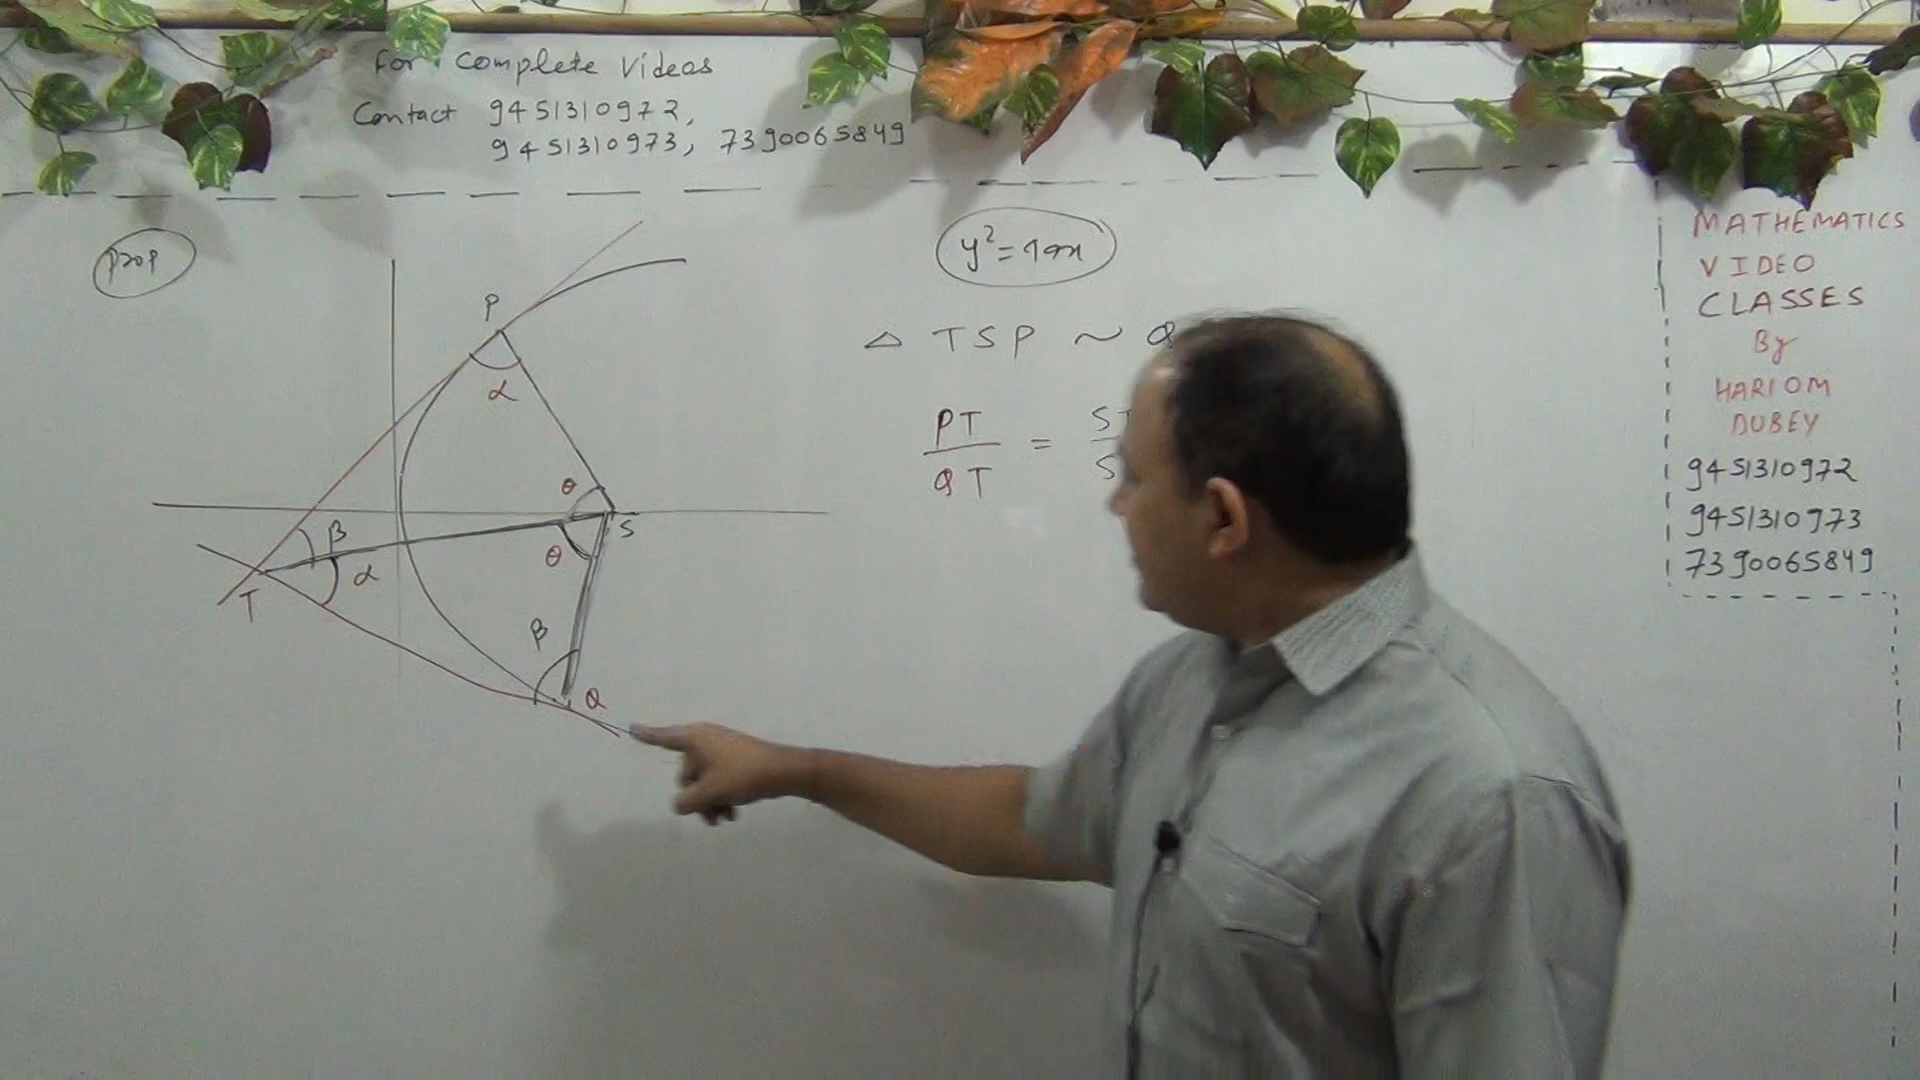 For Complete Videos
Contact 9451310972,
9451310973, 7390065849
prop
y²=4ax
△ TSP ~ Q
PT = ST
QT S
P
α
θ
S
θ
β
α
T
β
Q
MATHEMATICS
VIDEO
CLASSES
By
HARIOM
DUBEY
9451310972
9451310973
7390065849